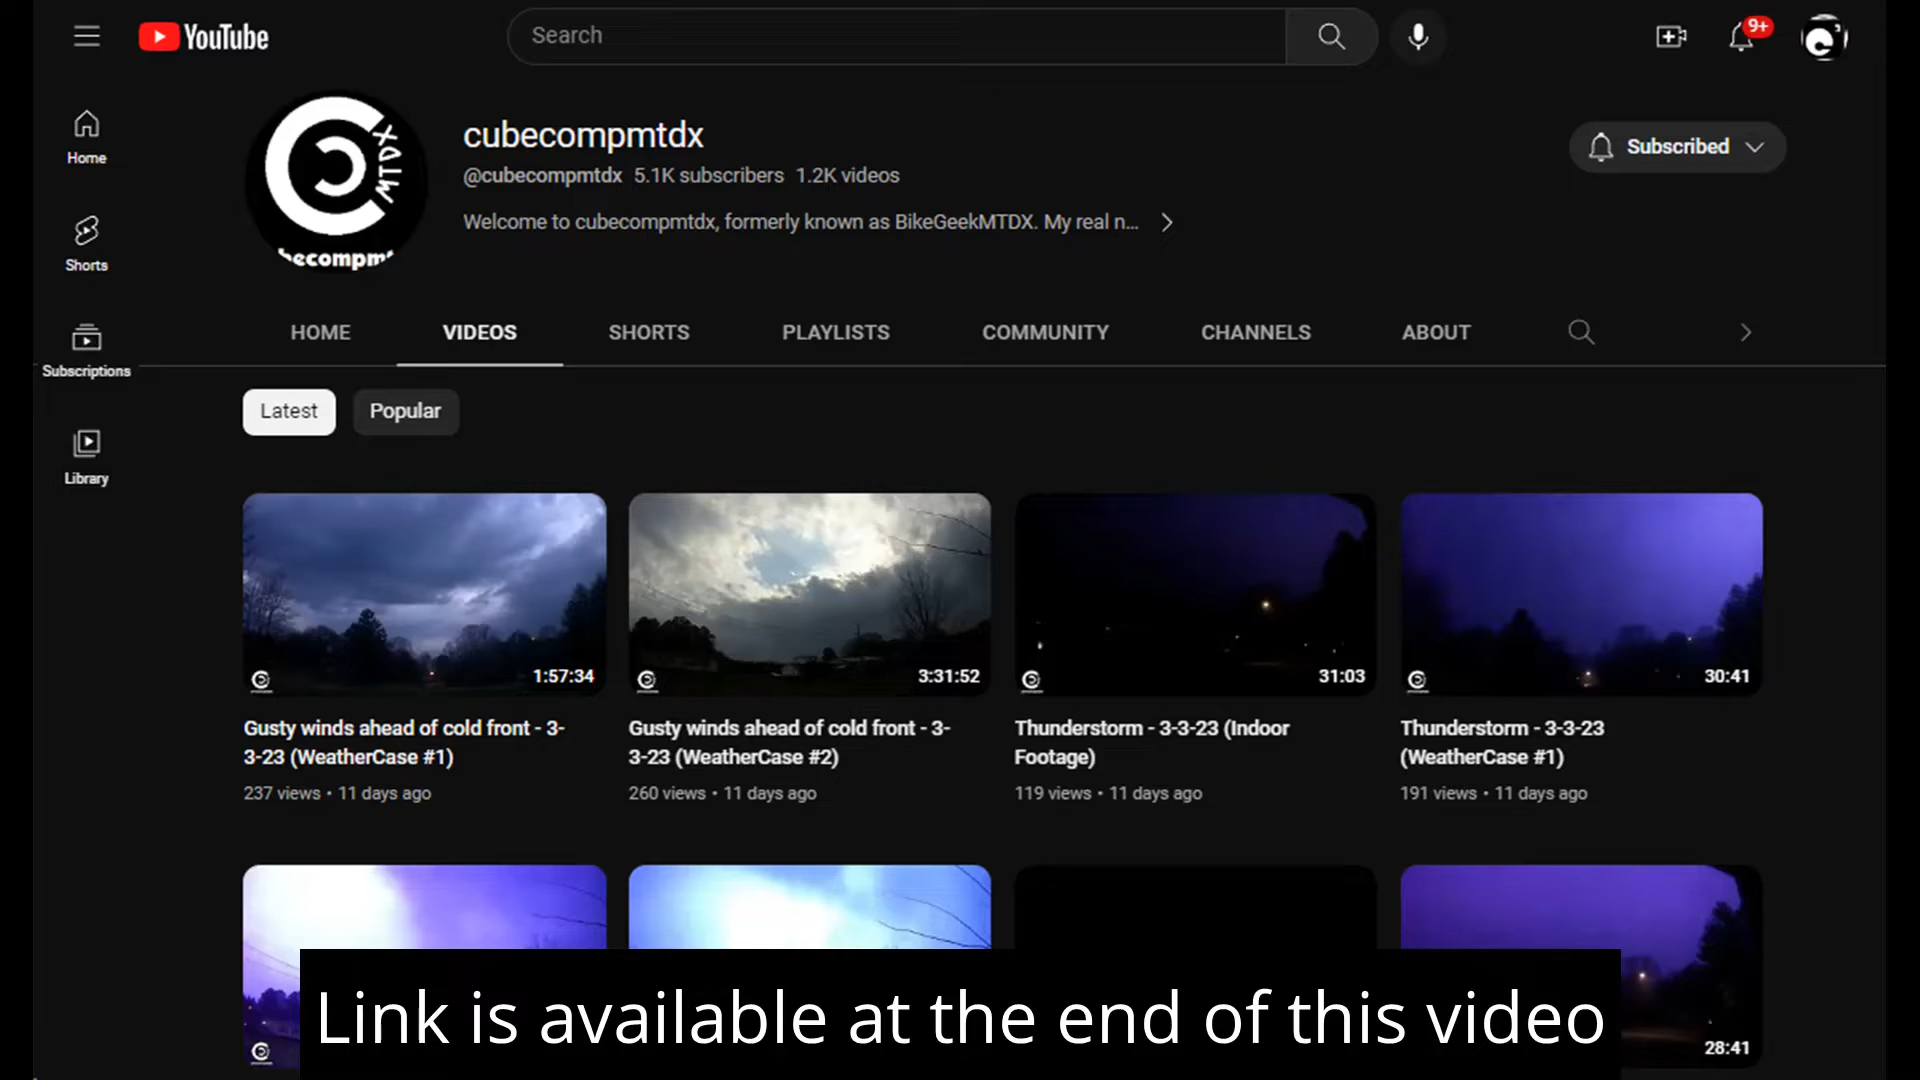 YouTube
Search
9+
Home
Shorts
Subscriptions
Library
MTDX
becompmt
cubecompmtdx
@cubecompmtdx 5.1K subscribers 1.2K videos
Welcome to cubecompmtdx, formerly known as BikeGeekMTDX. My real n...
Subscribed
HOME
VIDEOS
SHORTS
PLAYLISTS
COMMUNITY
CHANNELS
ABOUT
Latest
Popular
1:57:34
3:31:52
31:03
30:41
Gusty winds ahead of cold front - 3-
3-23 (WeatherCase #1)
237 views • 11 days ago
Gusty winds ahead of cold front - 3-
3-23 (WeatherCase #2)
260 views • 11 days ago
Thunderstorm - 3-3-23 (Indoor
Footage)
119 views • 11 days ago
Thunderstorm - 3-3-23
(WeatherCase #1)
191 views • 11 days ago
28:41
Link is available at the end of this video